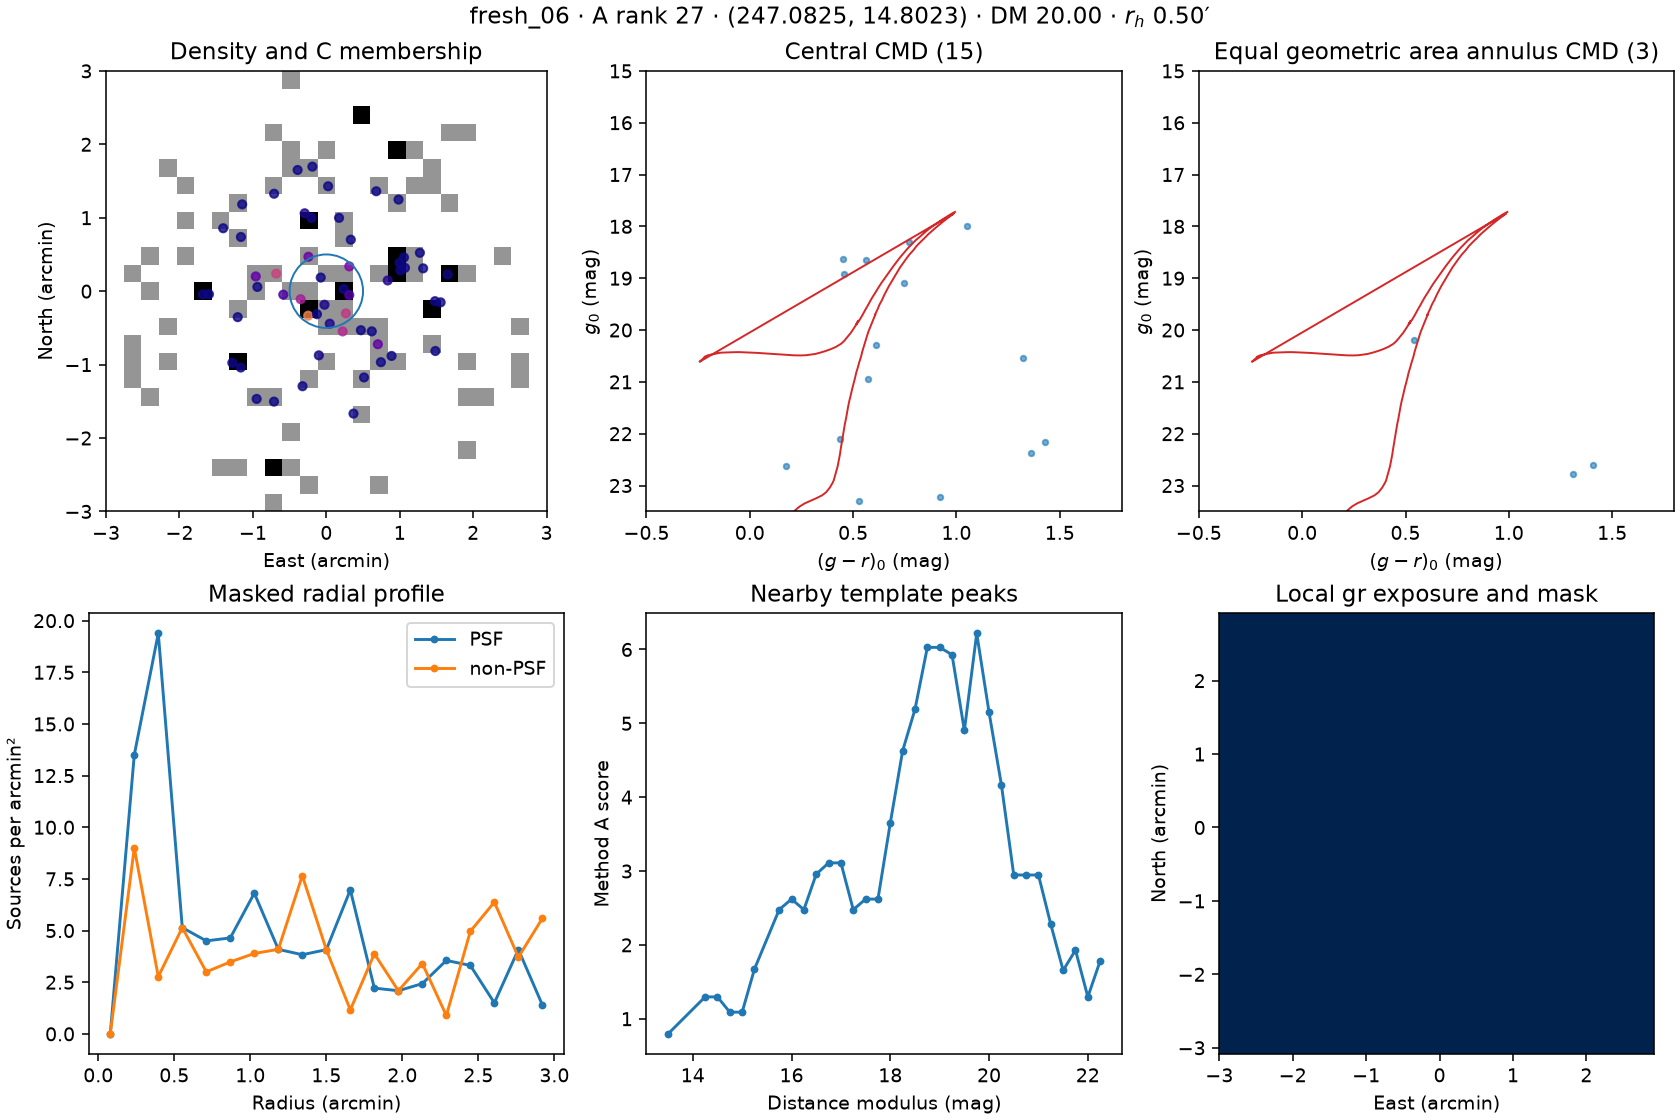 fresh_06 · A rank 27 · (247.0825, 14.8023) · DM 20.00 · rₕ 0.50′
Density and C membership
3
2
1
0
−1
−2
−3
−3 −2 −1 0 1 2 3
North (arcmin)
East (arcmin)
Central CMD (15)
15
16
17
18
19
20
21
22
23
−0.5 0.0 0.5 1.0 1.5
g₀ (mag)
(g − r)₀ (mag)
Equal geometric area annulus CMD (3)
15
16
17
18
19
20
21
22
23
−0.5 0.0 0.5 1.0 1.5
g₀ (mag)
(g − r)₀ (mag)
Masked radial profile
20.0
17.5
15.0
12.5
10.0
7.5
5.0
2.5
0.0
0.0 0.5 1.0 1.5 2.0 2.5 3.0
Sources per arcmin²
Radius (arcmin)
PSF
non-PSF
Nearby template peaks
6
5
4
3
2
1
14 16 18 20 22
Method A score
Distance modulus (mag)
Local gr exposure and mask
2
1
0
−1
−2
−3
−3 −2 −1 0 1 2
North (arcmin)
East (arcmin)